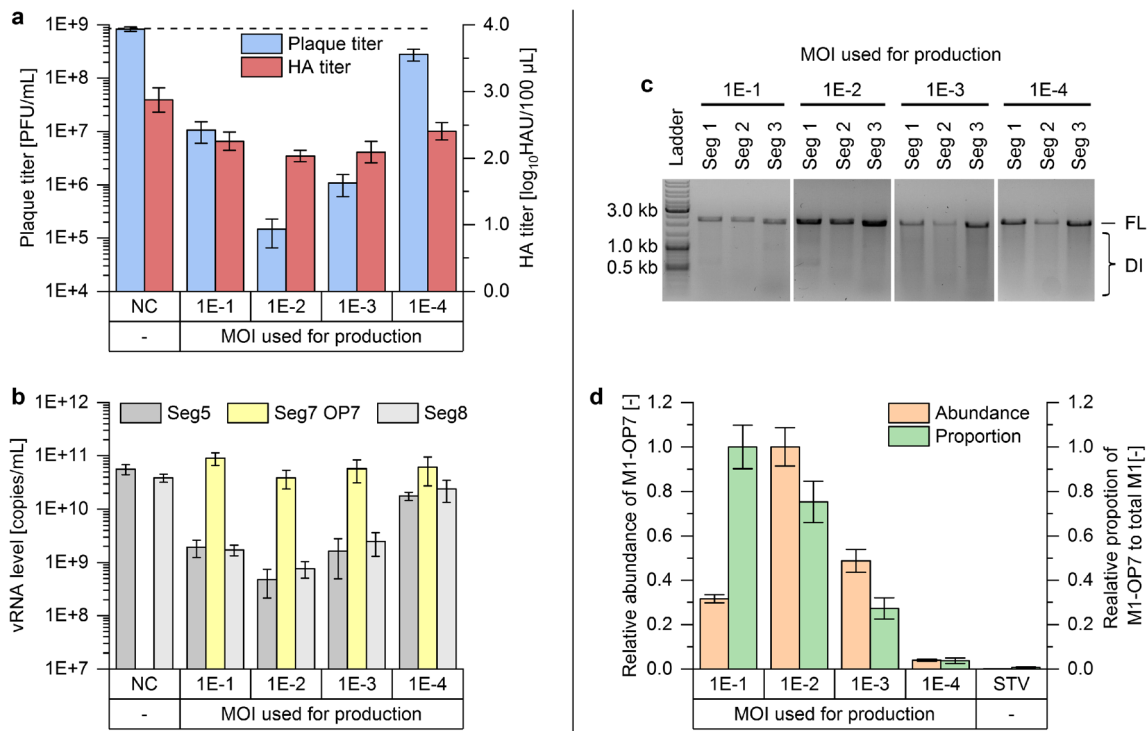 a
1E+9
1E+8
1E+7
1E+6
1E+5
1E+4
Plaque titer [PFU/mL]
Plaque titer
HA titer
4.0
3.0
2.0
1.0
0.0
HA titer [log10HAU/100 µL]
NC 1E-1 1E-2 1E-3 1E-4
- MOI used for production
b
1E+12
1E+11
1E+10
1E+9
1E+8
1E+7
vRNA level [copies/mL]
Seg5 Seg7 OP7 Seg8
NC 1E-1 1E-2 1E-3 1E-4
- MOI used for production
MOI used for production
c
1E-1 1E-2 1E-3 1E-4
Ladder Seg 1 Seg 2 Seg 3 Seg 1 Seg 2 Seg 3 Seg 1 Seg 2 Seg 3 Seg 1 Seg 2 Seg 3
3.0 kb
1.0 kb
0.5 kb
FL
DI
d
1.2
1.0
0.8
0.6
0.4
0.2
0.0
Relative abundance of M1-OP7 [-]
Abundance
Proportion
1.2
1.0
0.8
0.6
0.4
0.2
0.0
Realative propotion of
M1-OP7 to total M1[-]
1E-1 1E-2 1E-3 1E-4 STV
MOI used for production -